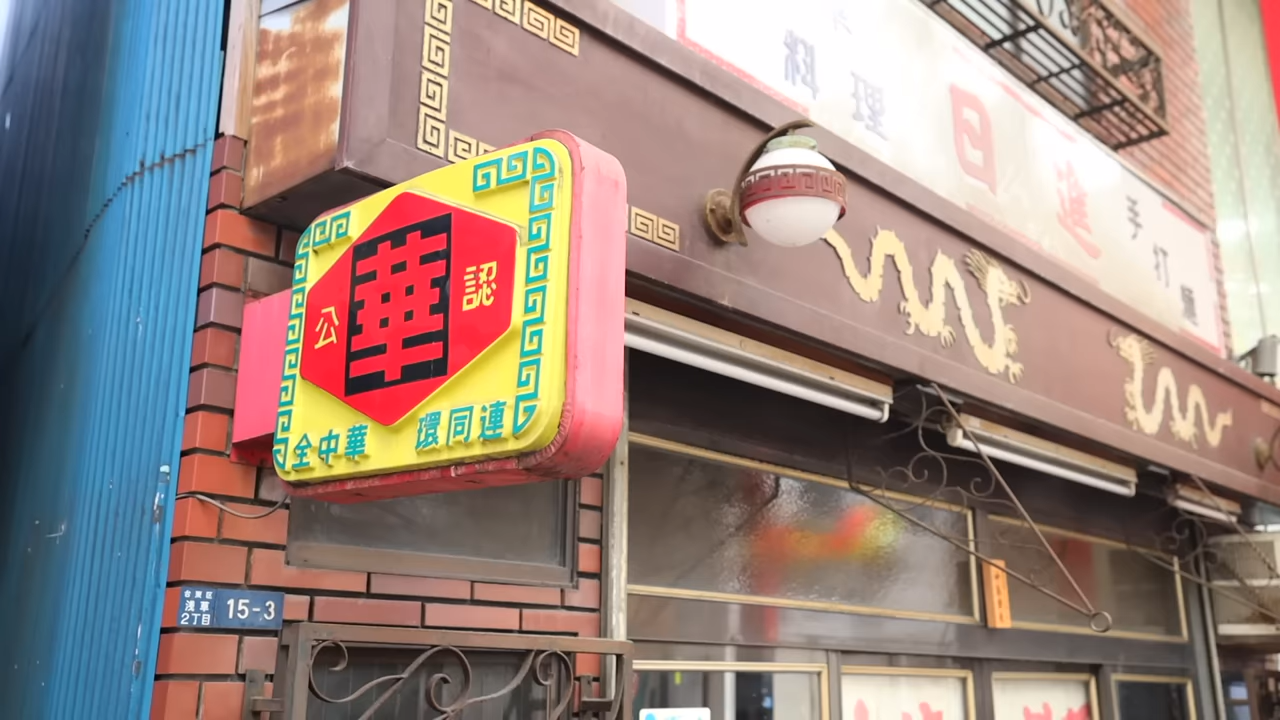 料理
日進
手打麺
公 華 認
全中華 環同連
台東区
浅草
2丁目
15-3